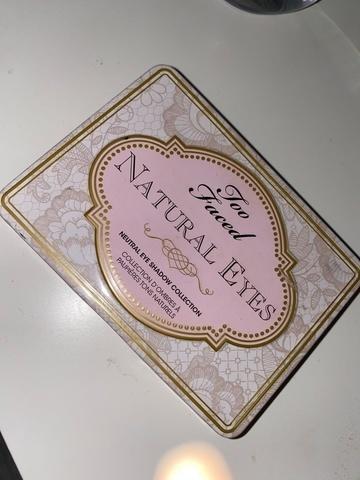 Too
Faced
NATURAL EYES
NEUTRAL EYE SHADOW COLLECTION
COLLECTION D'OMBRES À
PAUPIÈRES TONS NATURELS